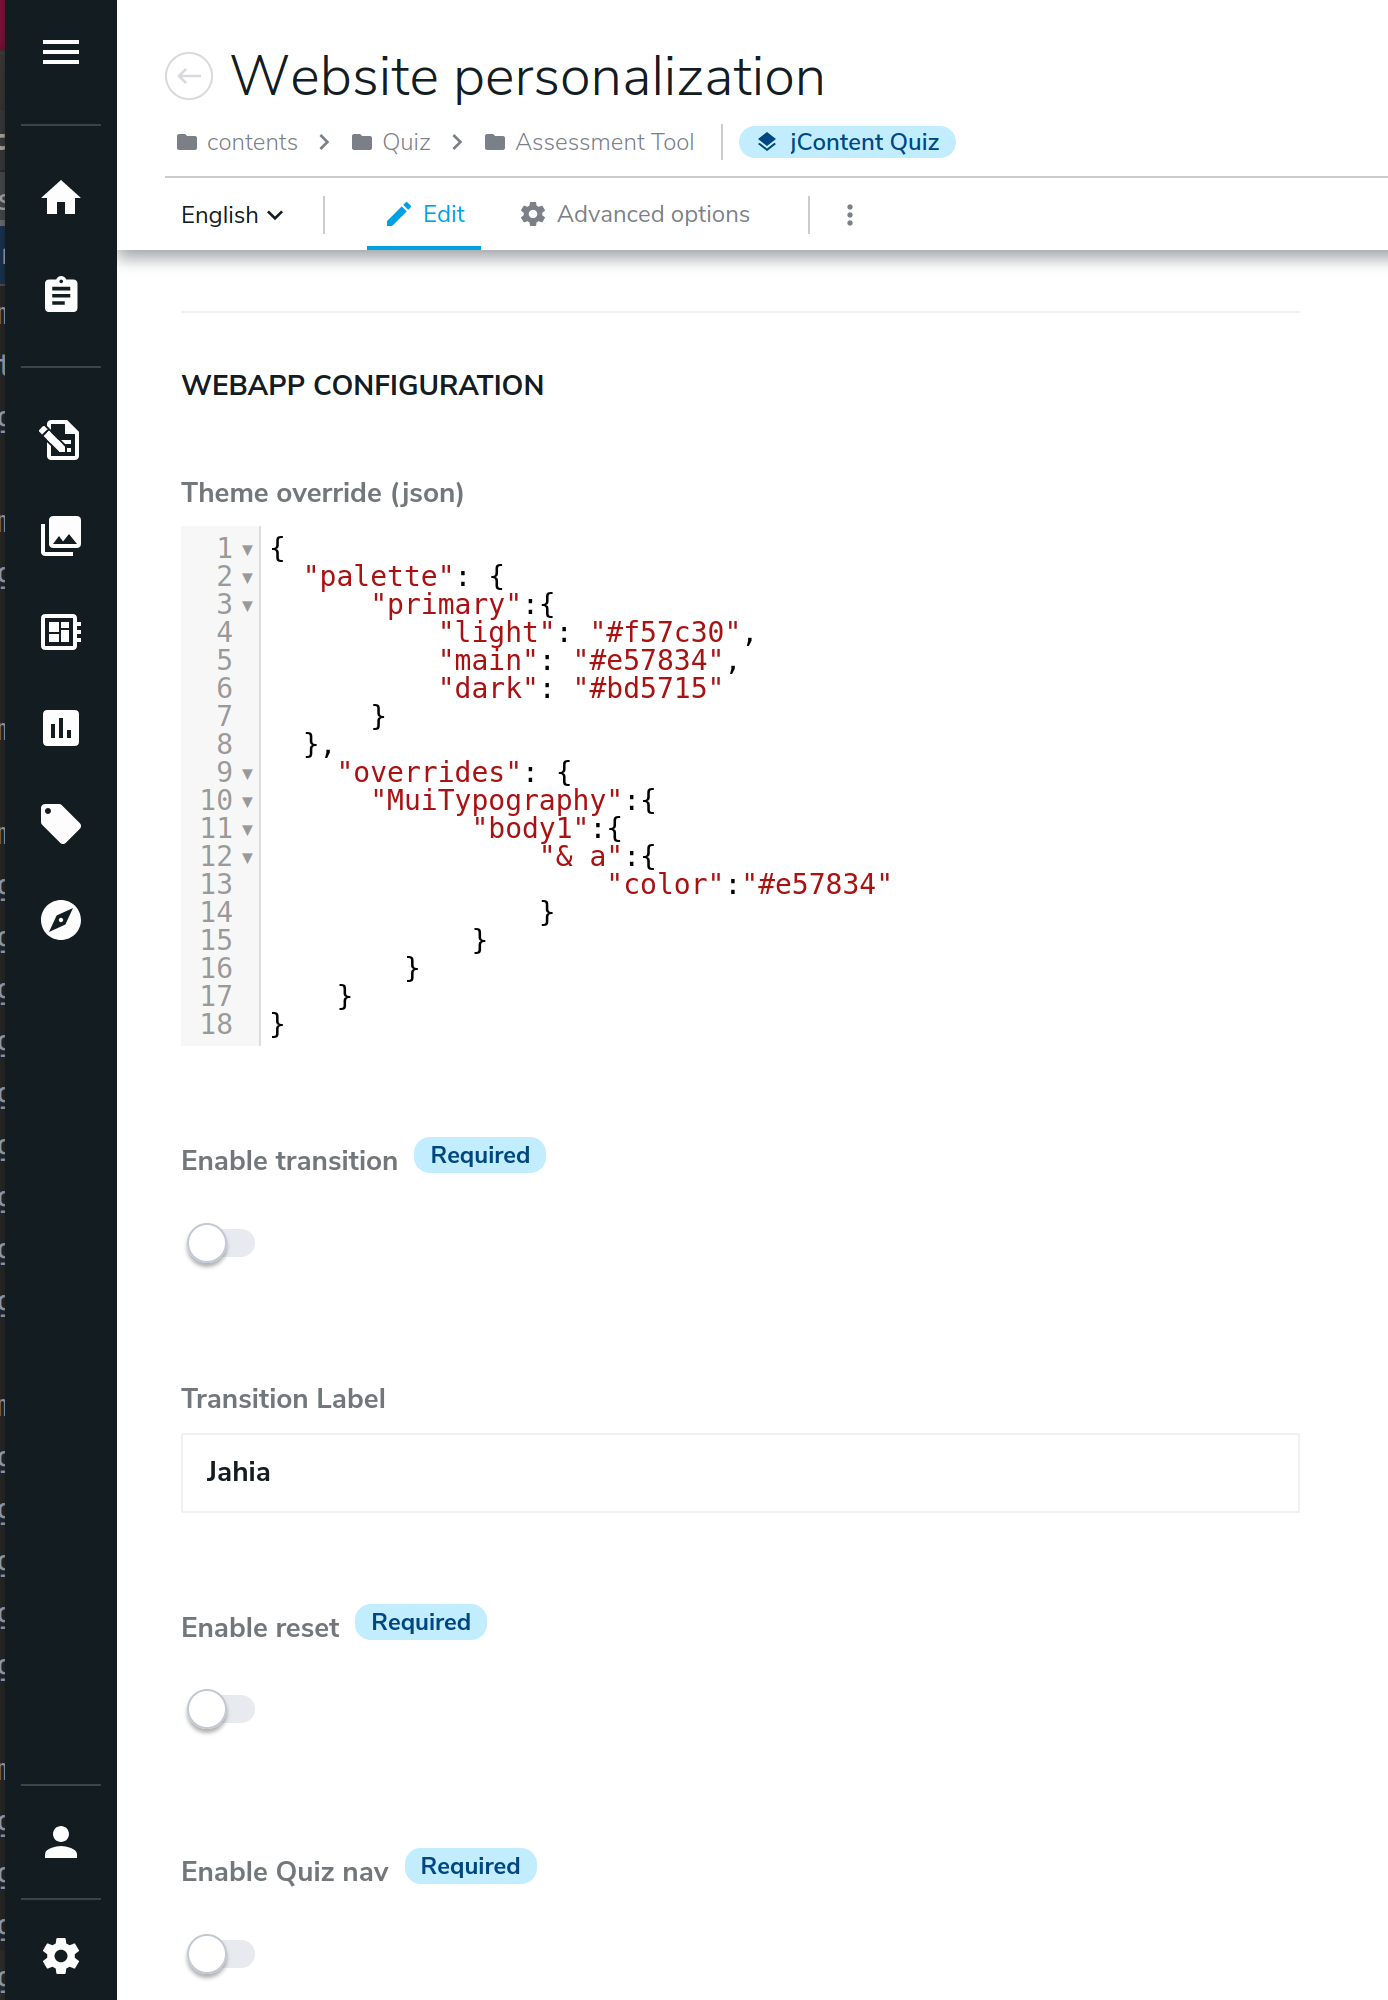 Website personalization
contents > Quiz > Assessment Tool jContent Quiz
English Edit Advanced options
WEBAPP CONFIGURATION
Theme override (json)
1 {
2   "palette": {
3       "primary":{
4           "light": "#f57c30",
5           "main": "#e57834",
6           "dark": "#bd5715"
7       }
8   },
9     "overrides": {
10       "MuiTypography":{
11             "body1":{
12                 "& a":{
13                     "color":"#e57834"
14                 }
15             }
16         }
17     }
18 }
Enable transition Required
Transition Label
Jahia
Enable reset Required
Enable Quiz nav Required